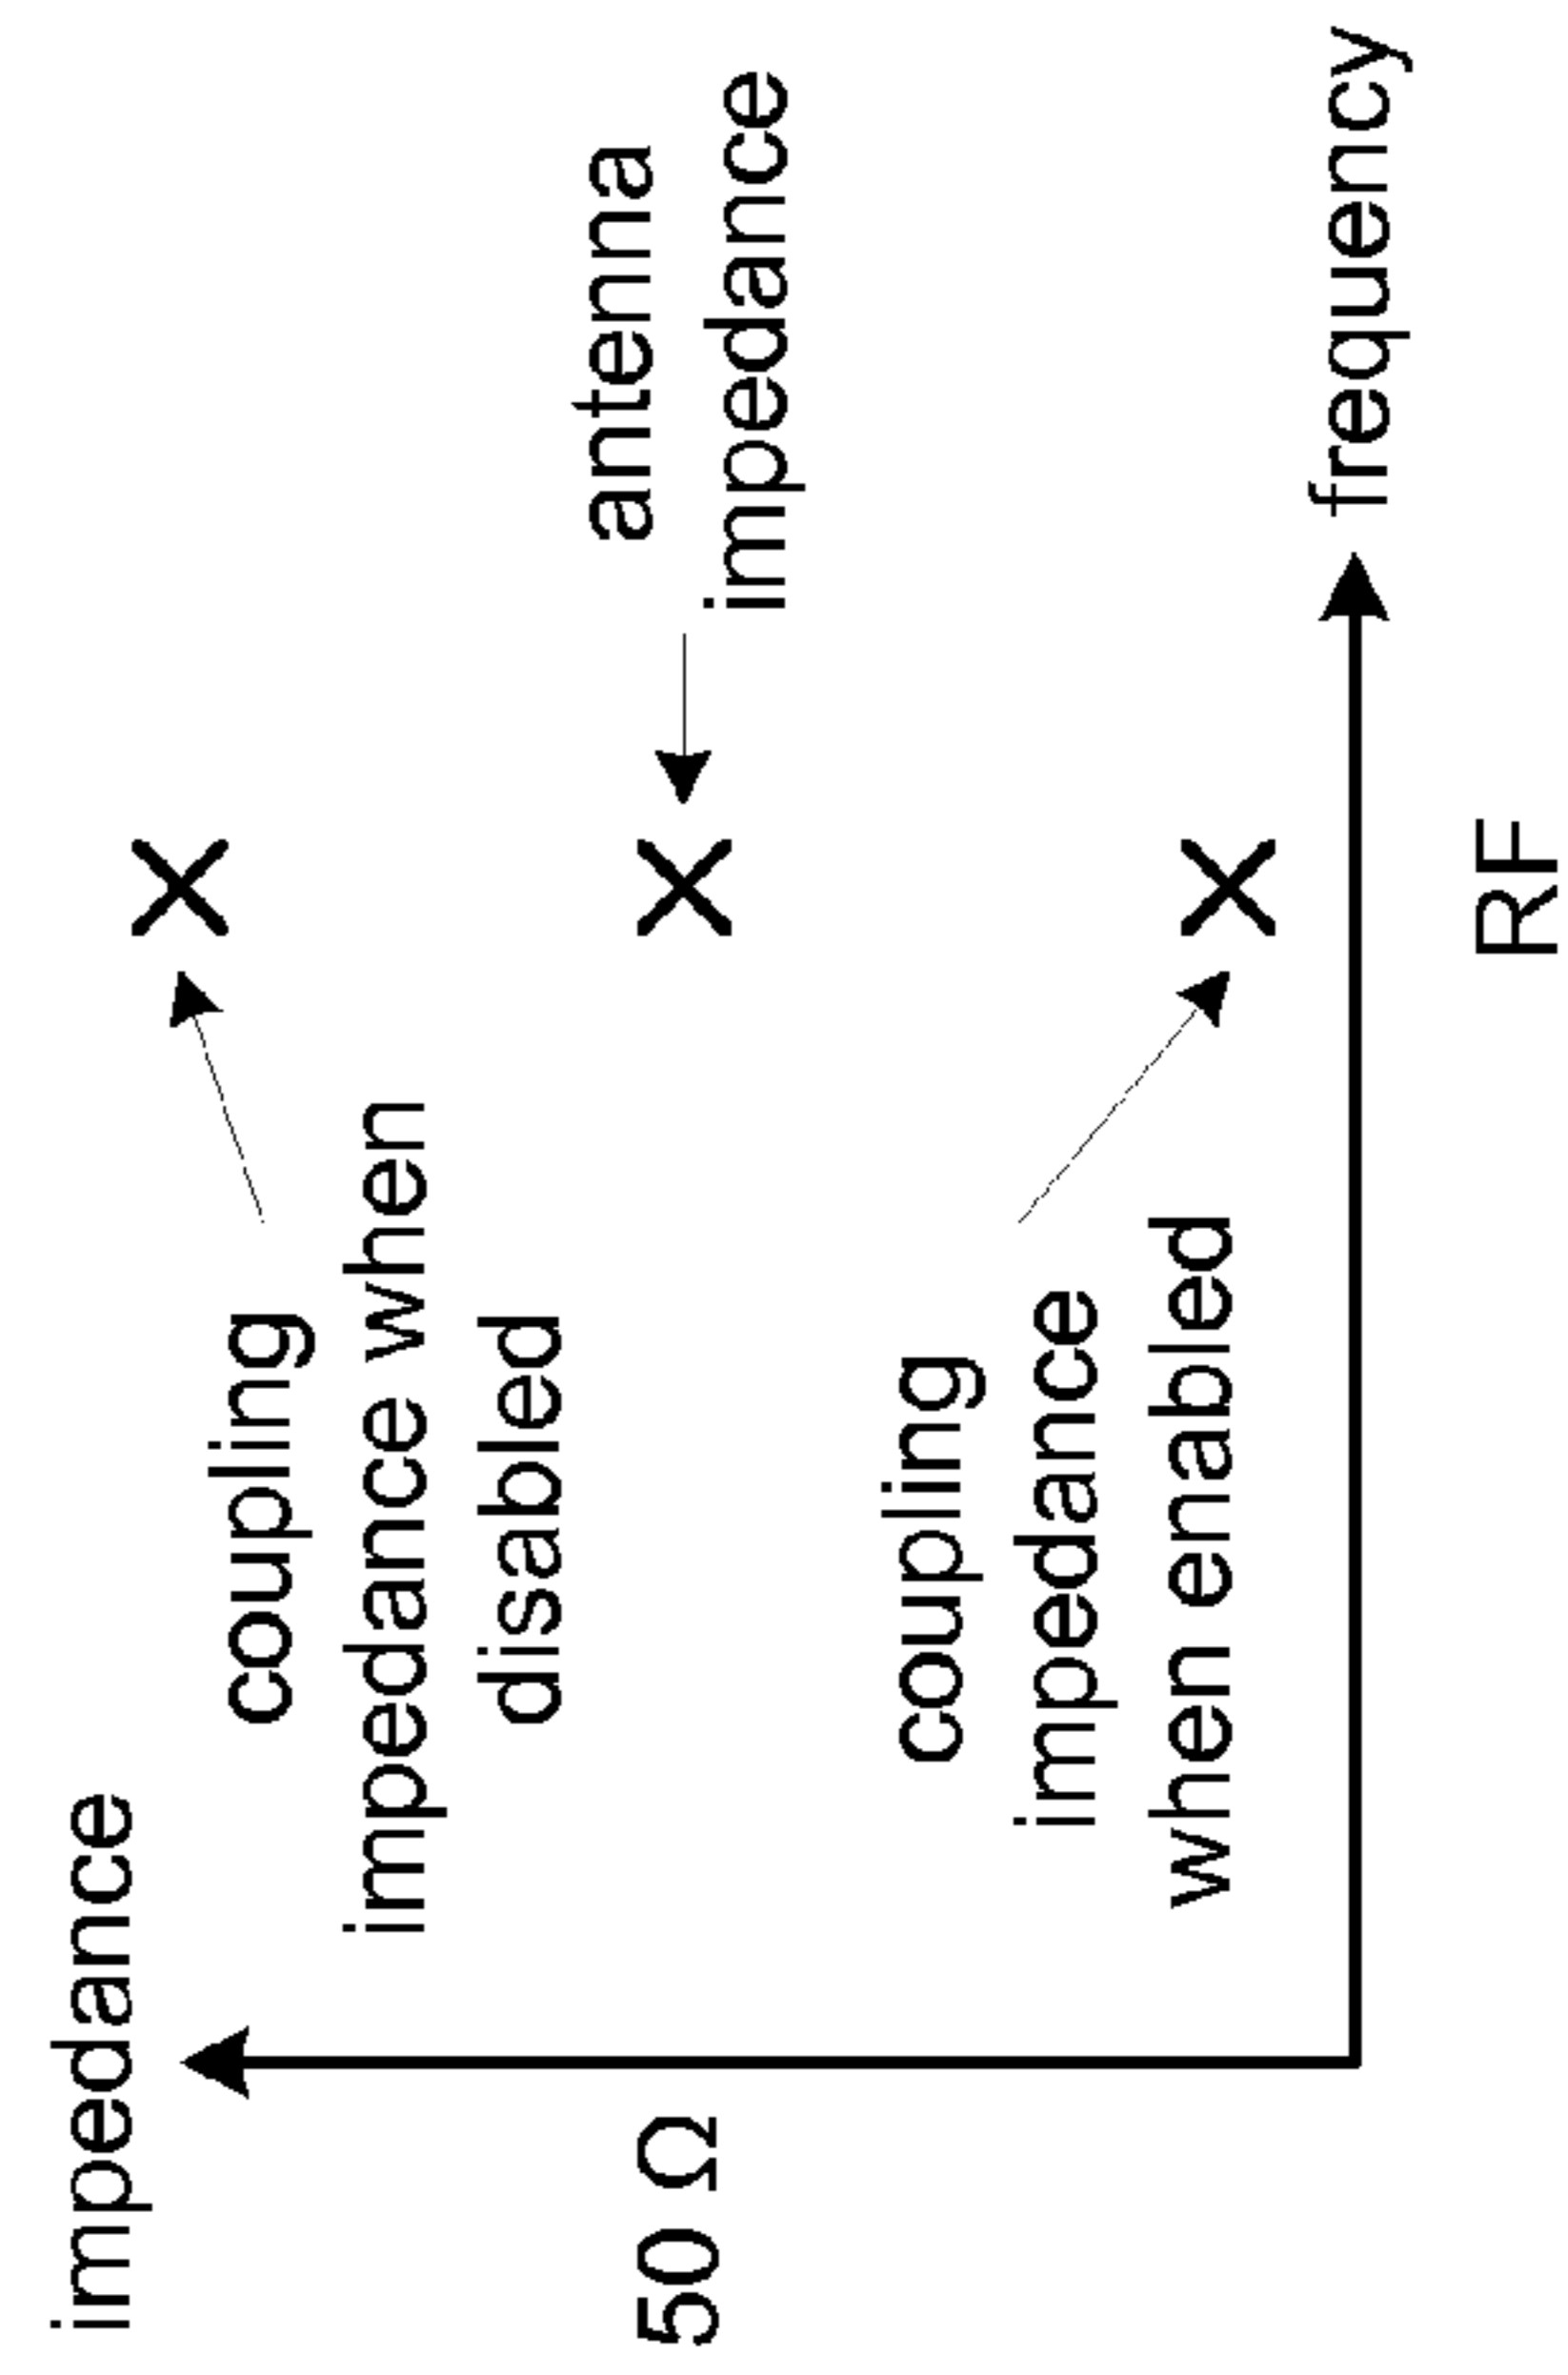 impedance
coupling
impedance when
disabled
antenna
impedance
50 Ω
coupling
impedance
when enabled
frequency
RF